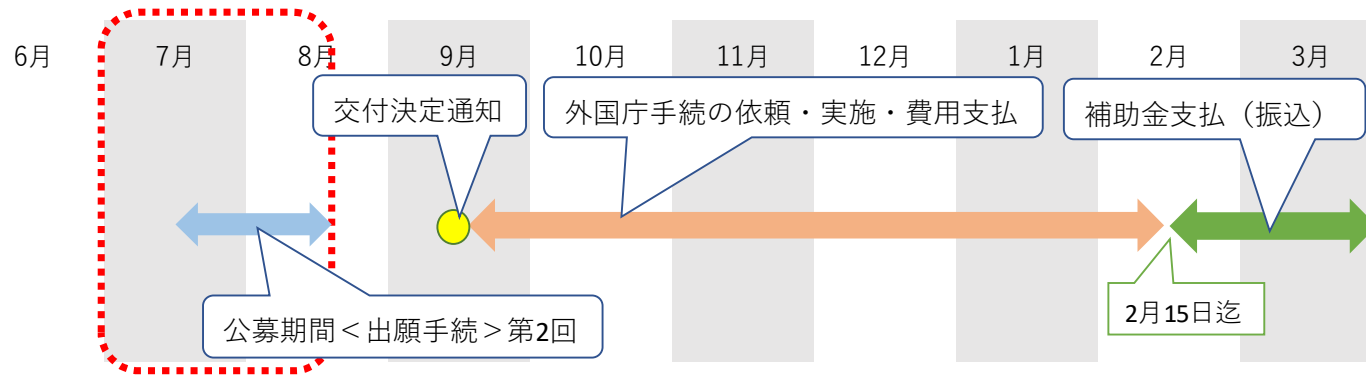 6月 7月 8月 9月 10月 11月 12月 1月 2月 3月
交付決定通知
外国庁手続の依頼・実施・費用支払
補助金支払（振込）
2月15日迄
公募期間＜出願手続＞第2回